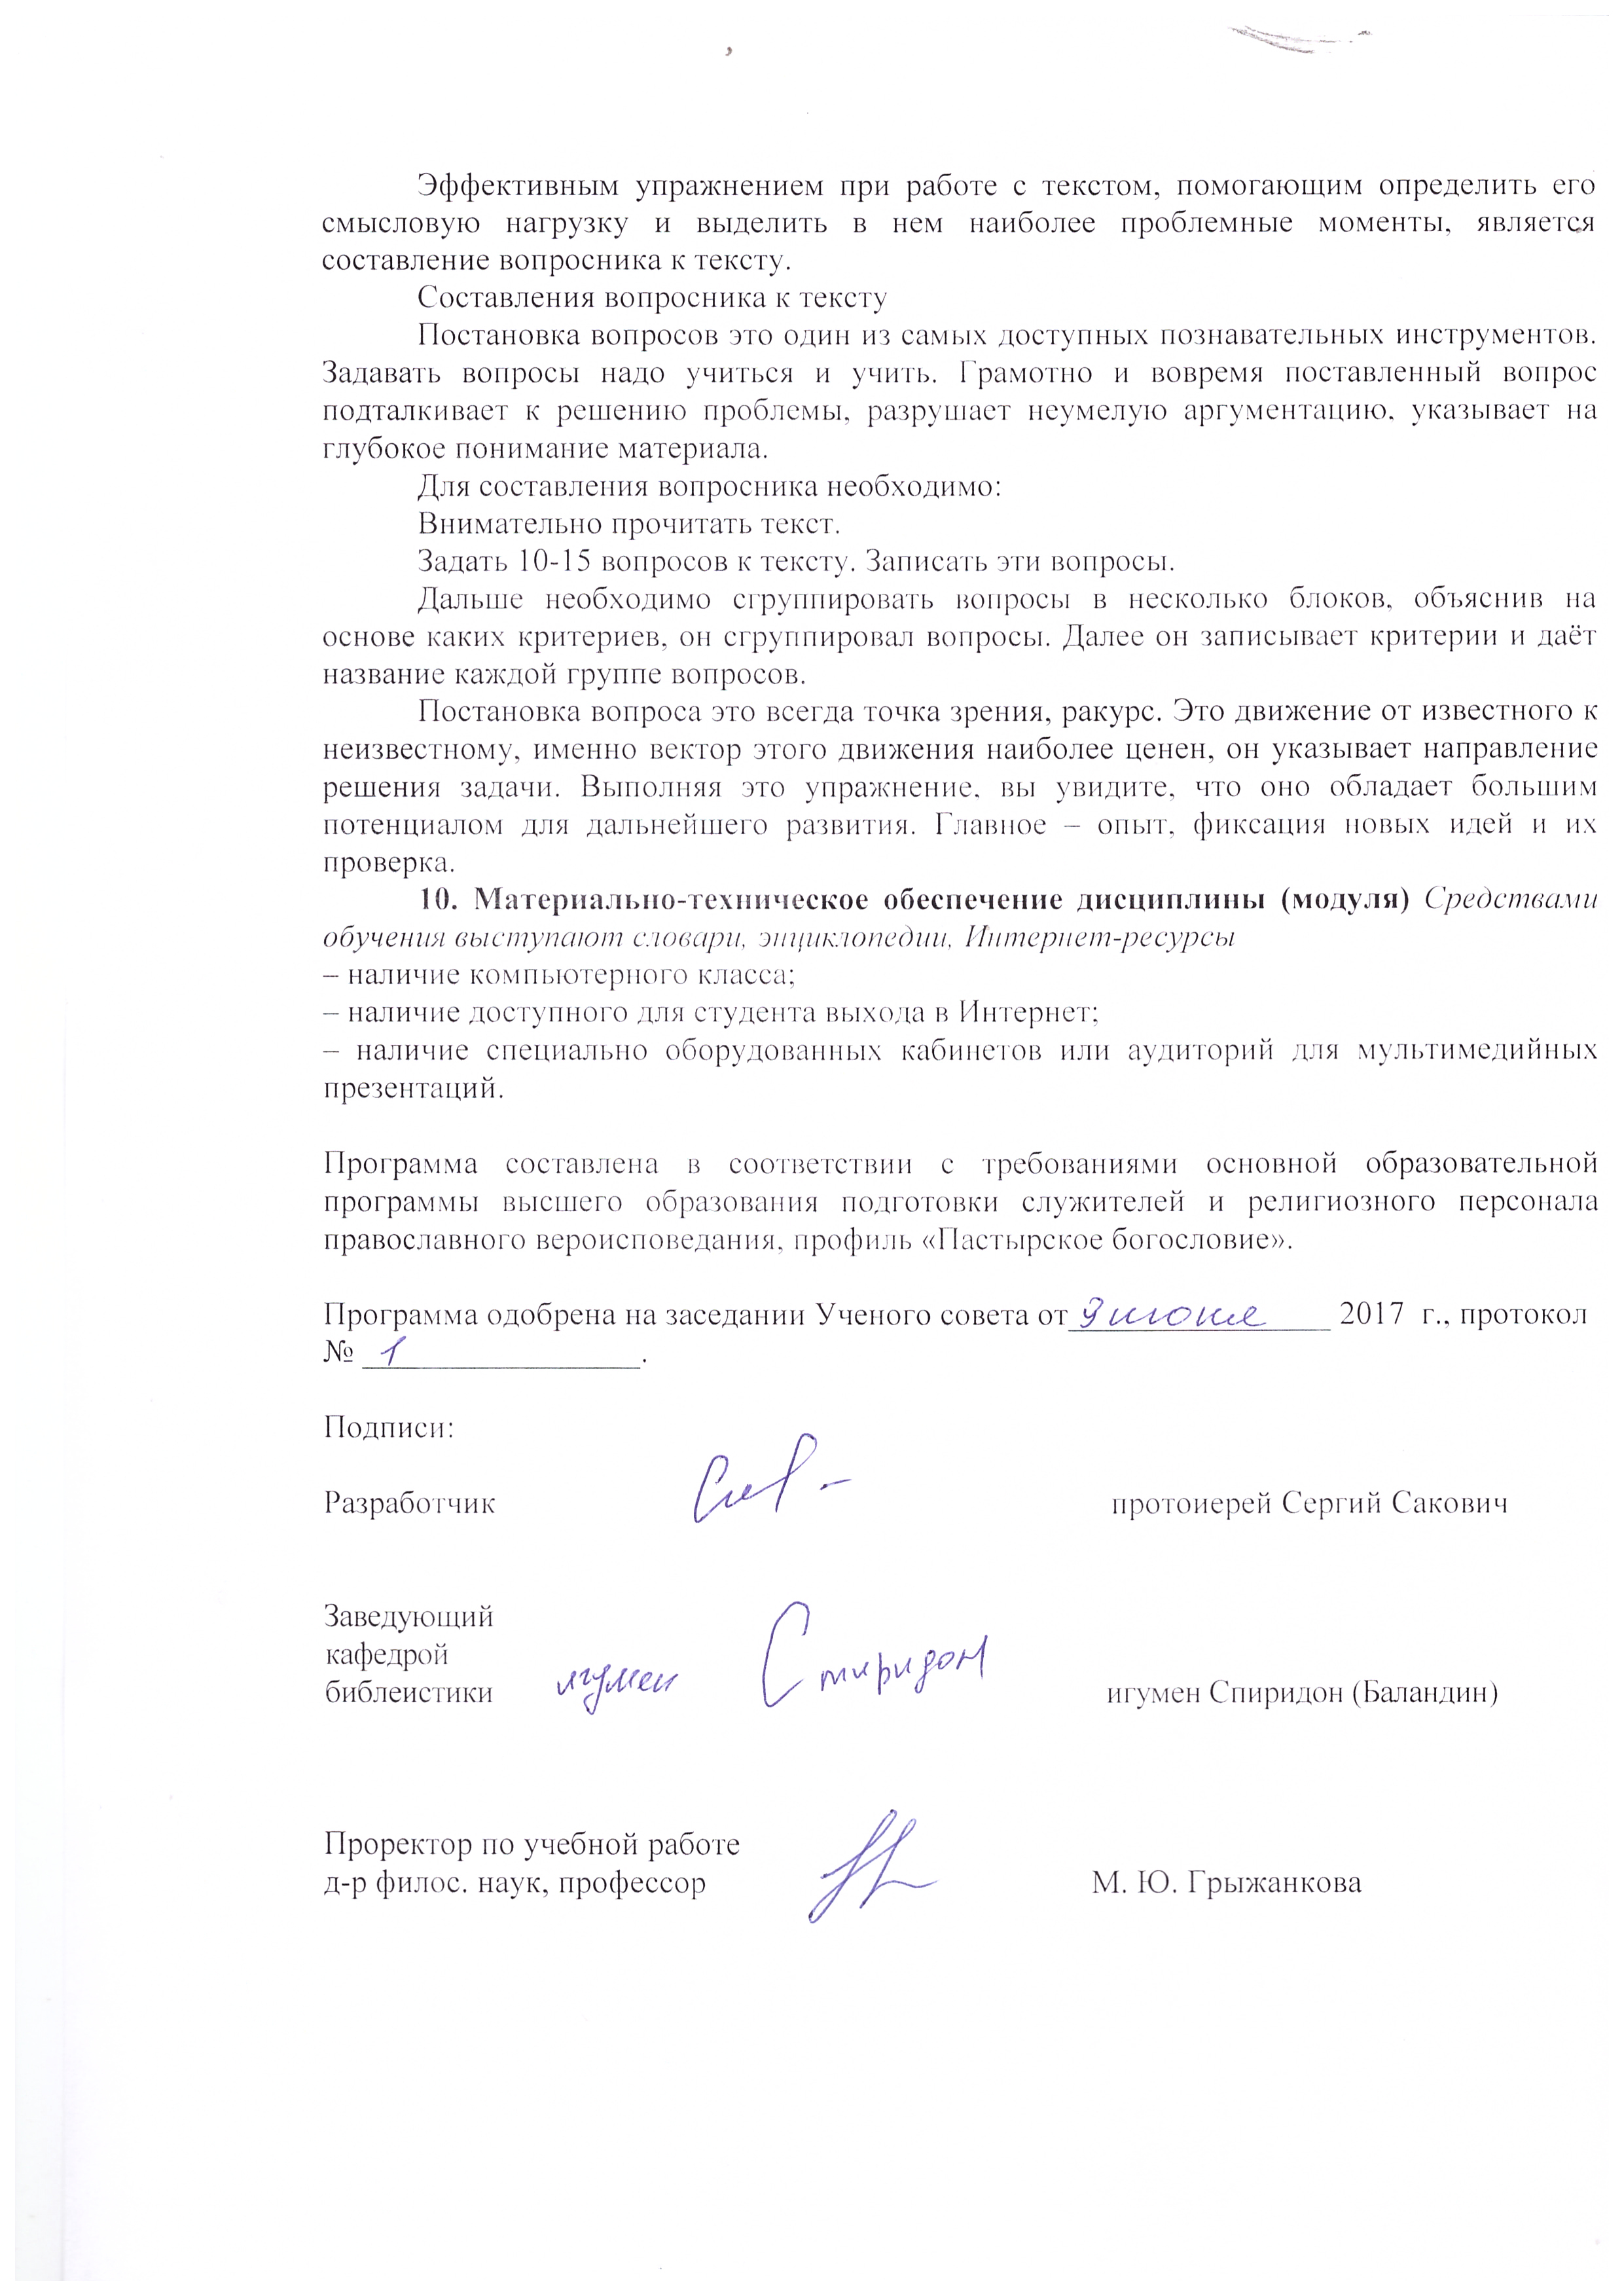 Эффективным упражнением при работе с текстом, помогающим определить его
смысловую нагрузку и выделить в нем наиболее проблемные моменты, является
составление вопросника к тексту.
Составления вопросника к тексту
Постановка вопросов это один из самых доступных познавательных инструментов.
Задавать вопросы надо учиться и учить. Грамотно и вовремя поставленный вопрос
подталкивает к решению проблемы, разрушает неумелую аргументацию, указывает на
глубокое понимание материала.
Для составления вопросника необходимо:
Внимательно прочитать текст.
Задать 10-15 вопросов к тексту. Записать эти вопросы.
Дальше необходимо сгруппировать вопросы в несколько блоков, объяснив на
основе каких критериев, он сгруппировал вопросы. Далее он записывает критерии и даёт
название каждой группе вопросов.
Постановка вопроса это всегда точка зрения, ракурс. Это движение от известного к
неизвестному, именно вектор этого движения наиболее ценен, он указывает направление
решения задачи. Выполняя это упражнение, вы увидите, что оно обладает большим
потенциалом для дальнейшего развития. Главное – опыт, фиксация новых идей и их
проверка.
10. Материально-техническое обеспечение дисциплины (модуля) Средствами
обучения выступают словари, энциклопедии, Интернет-ресурсы
– наличие компьютерного класса;
– наличие доступного для студента выхода в Интернет;
– наличие специально оборудованных кабинетов или аудиторий для мультимедийных
презентаций.
Программа составлена в соответствии с требованиями основной образовательной
программы высшего образования подготовки служителей и религиозного персонала
православного вероисповедания, профиль «Пастырское богословие».
Программа одобрена на заседании Ученого совета от 9 июня 2017 г., протокол
№ 1.
Подписи:
Разработчик протоиерей Сергий Сакович
Заведующий
кафедрой
библеистики игумен Спиридон игумен Спиридон (Баландин)
Проректор по учебной работе
д-р филос. наук, профессор М. Ю. Грыжанкова